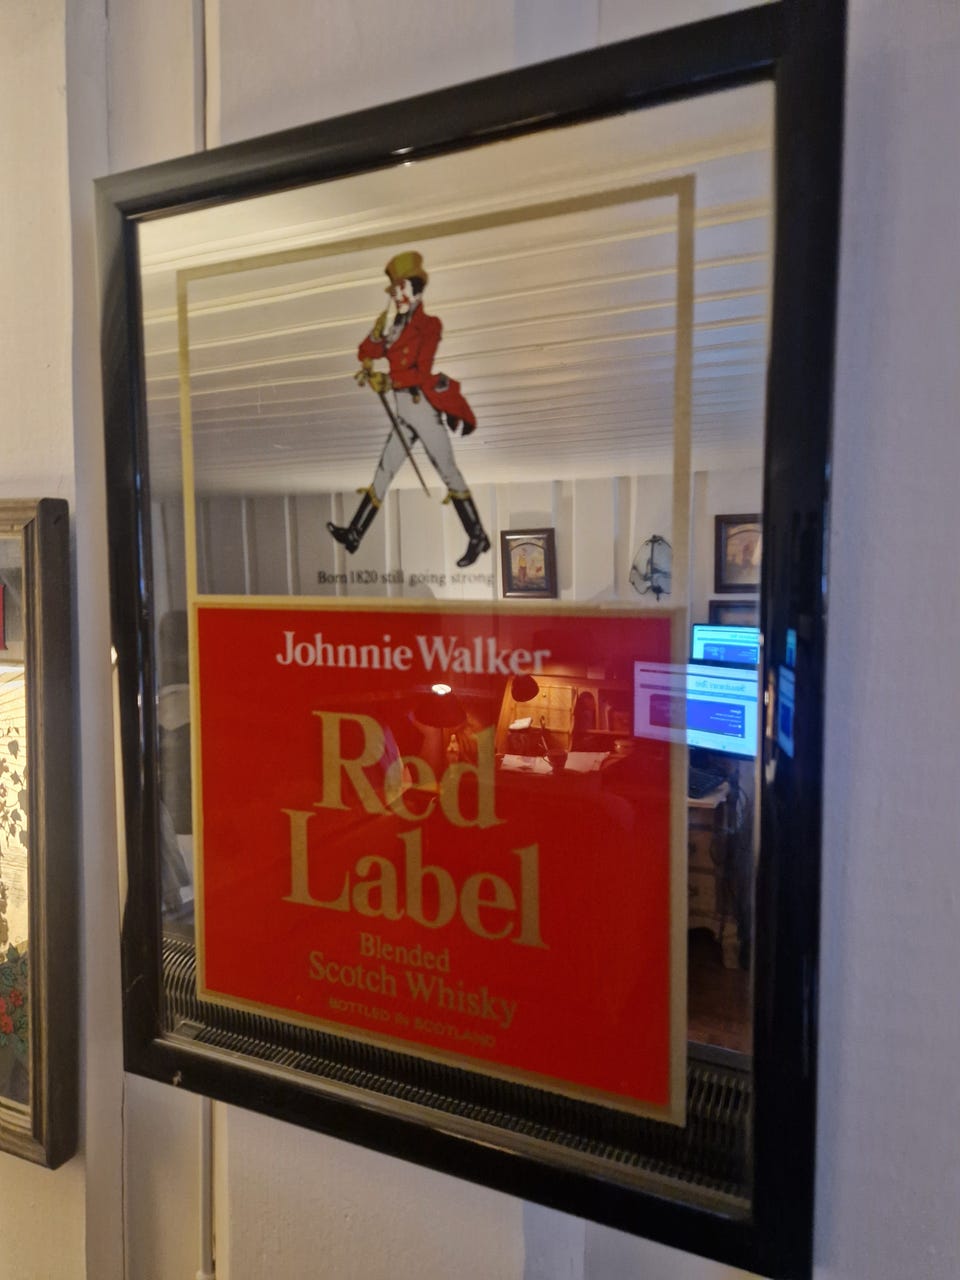 Born 1820 still going strong
Johnnie Walker
Red
Label
Blended
Scotch Whisky
BOTTLED IN SCOTLAND